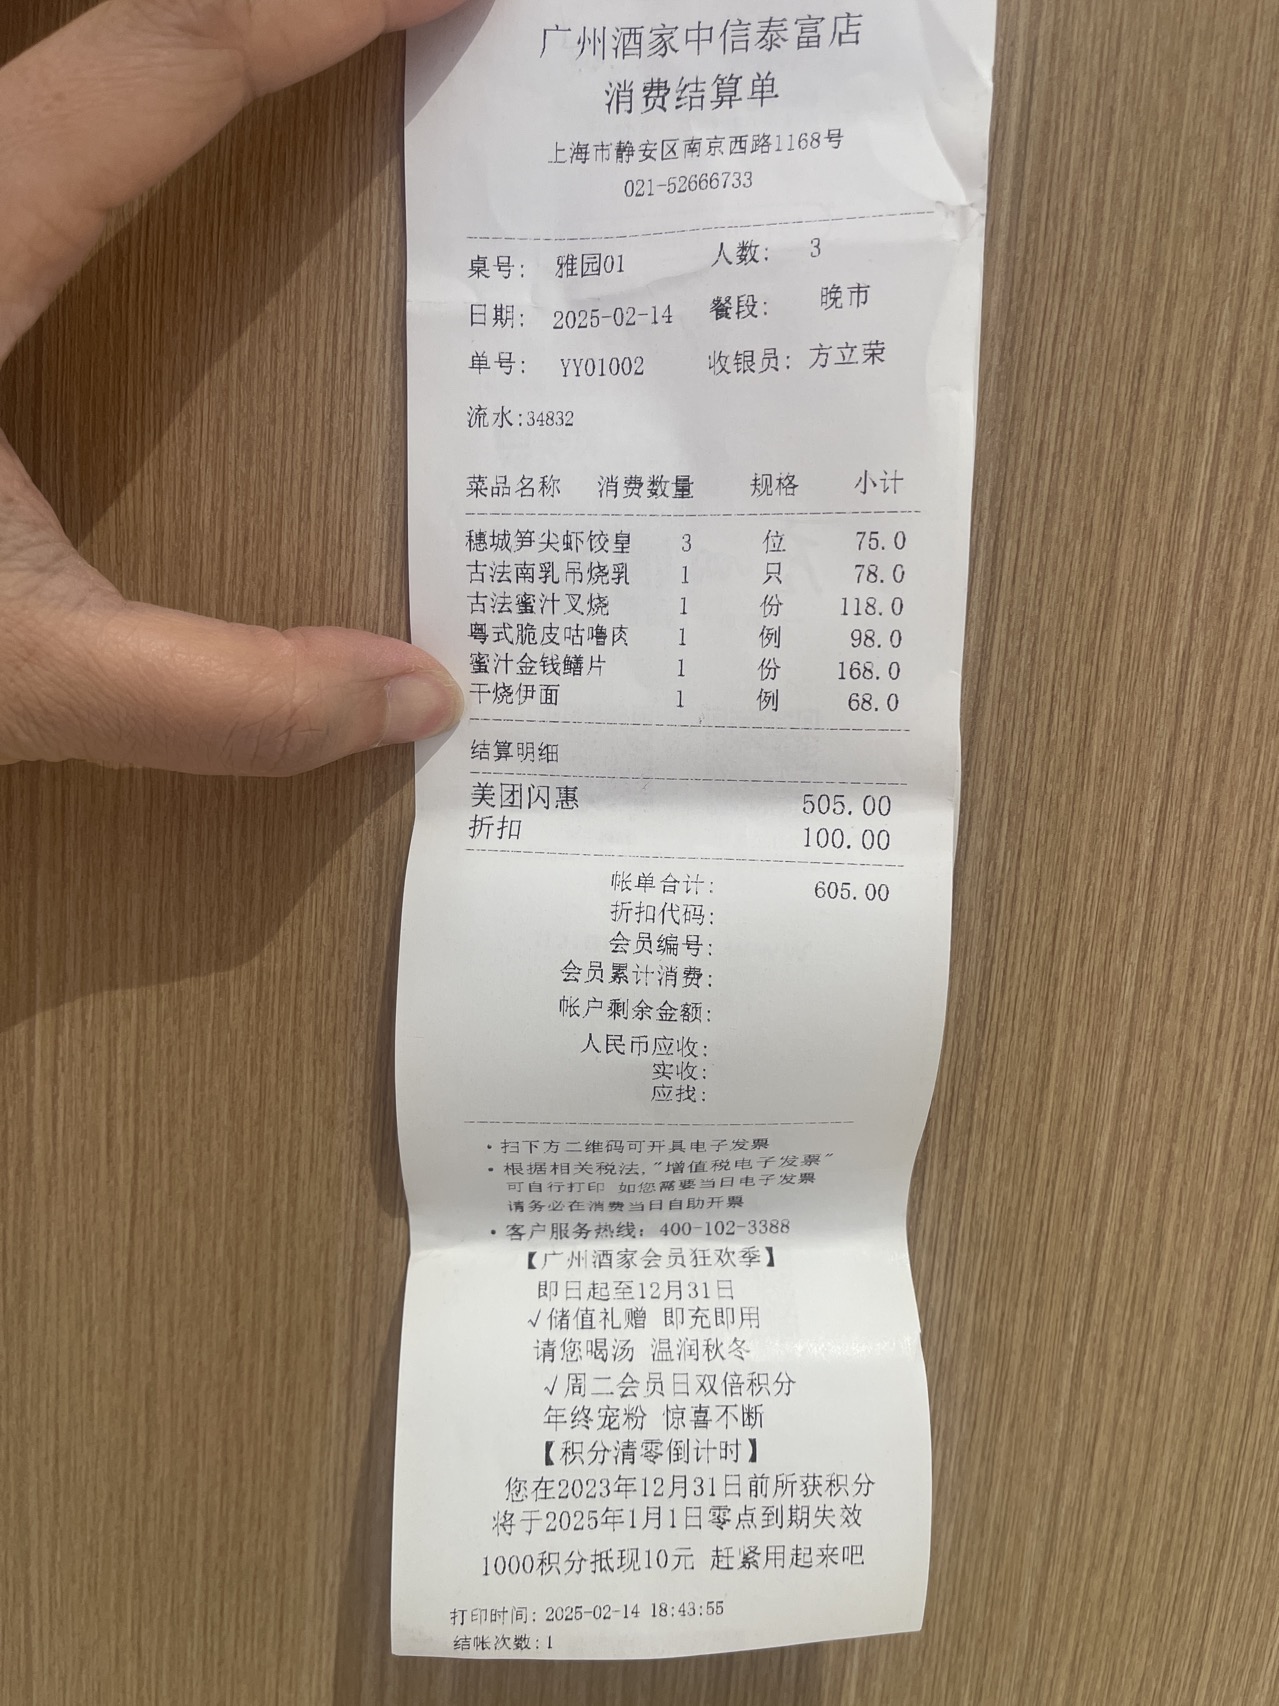 广州酒家中信泰富店
消费结算单
上海市静安区南京西路1168号
021-52666733
桌号: 雅园01 人数: 3
日期: 2025-02-14 餐段: 晚市
单号: YY01002 收银员: 方立荣
流水:34832
菜品名称 消费数量 规格 小计
穗城笋尖虾饺皇 3 位 75.0
古法南乳吊烧乳 1 只 78.0
古法蜜汁叉烧 1 份 118.0
粤式脆皮咕噜肉 1 例 98.0
蜜汁金钱鳝片 1 份 168.0
干烧伊面 1 例 68.0
结算明细
美团闪惠 505.00
折扣 100.00
帐单合计: 605.00
折扣代码:
会员编号:
会员累计消费:
帐户剩余金额:
人民币应收:
实收:
应找:
·扫下方二维码可开具电子发票
·根据相关税法,"增值税电子发票"
可自行打印 如您需要当日电子发票
请务必在消费当日自助开票
·客户服务热线: 400-102-3388
【广州酒家会员狂欢季】
即日起至12月31日
√储值礼赠 即充即用
请您喝汤 温润秋冬
√周二会员日双倍积分
年终宠粉 惊喜不断
【积分清零倒计时】
您在2023年12月31日前所获积分
将于2025年1月1日零点到期失效
1000积分抵现10元 赶紧用起来吧
打印时间: 2025-02-14 18:43:55
结帐次数:1